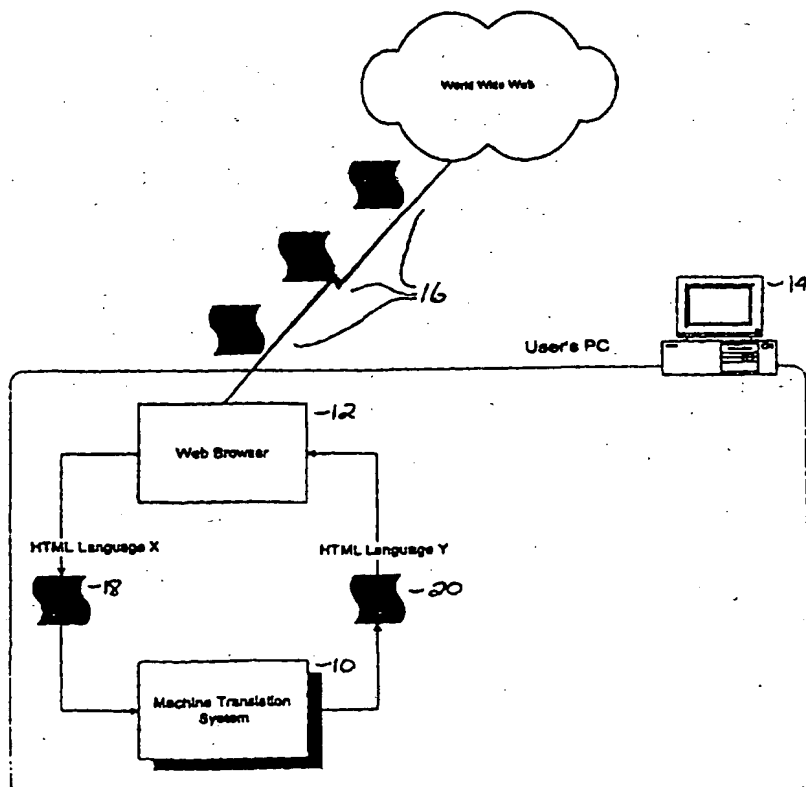 World Wide Web
16
14
User's PC
12
Web Browser
HTML Language X
HTML Language Y
18
20
10
Machine Translation
System